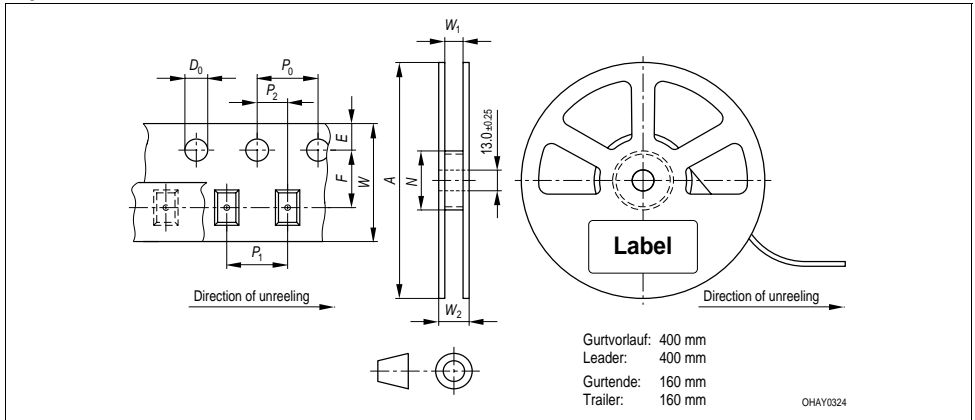 W1
D0
P0
P2
E
F
W
A
N
13.0±0.25
Label
P1
Direction of unreeling
W2
Direction of unreeling
Gurtvorlauf: 400 mm
Leader: 400 mm
Gurtende: 160 mm
Trailer: 160 mm
OHAY0324